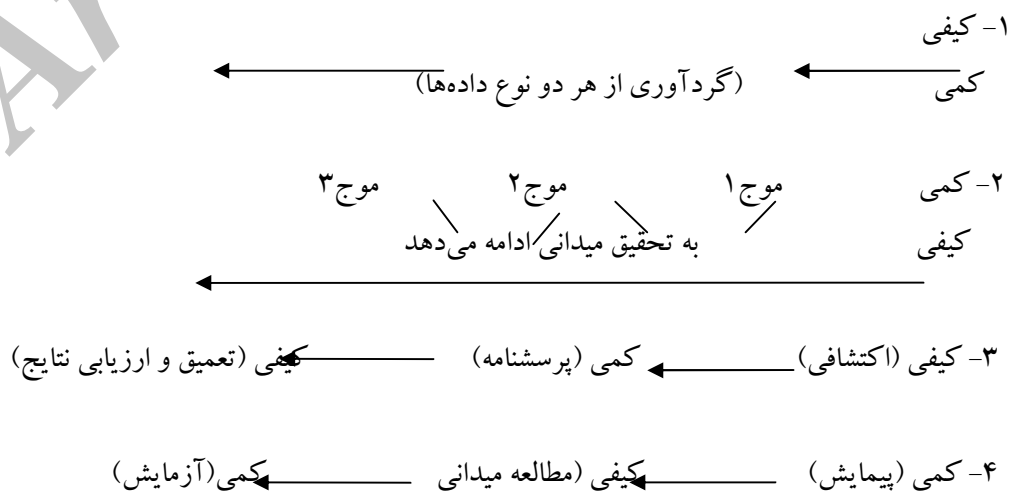 ۱- کیفی
کمی (گردآوری از هر دو نوع داده‌ها)
۲- کمی موج۱ موج۲ موج۳
کیفی به تحقیق میدانی ادامه می‌دهد
۳- کیفی (اکتشافی) کمی (پرسشنامه) کیفی (تعمیق و ارزیابی نتایج)
۴- کمی (پیمایش) کیفی (مطالعه میدانی کمی(آزمایش)